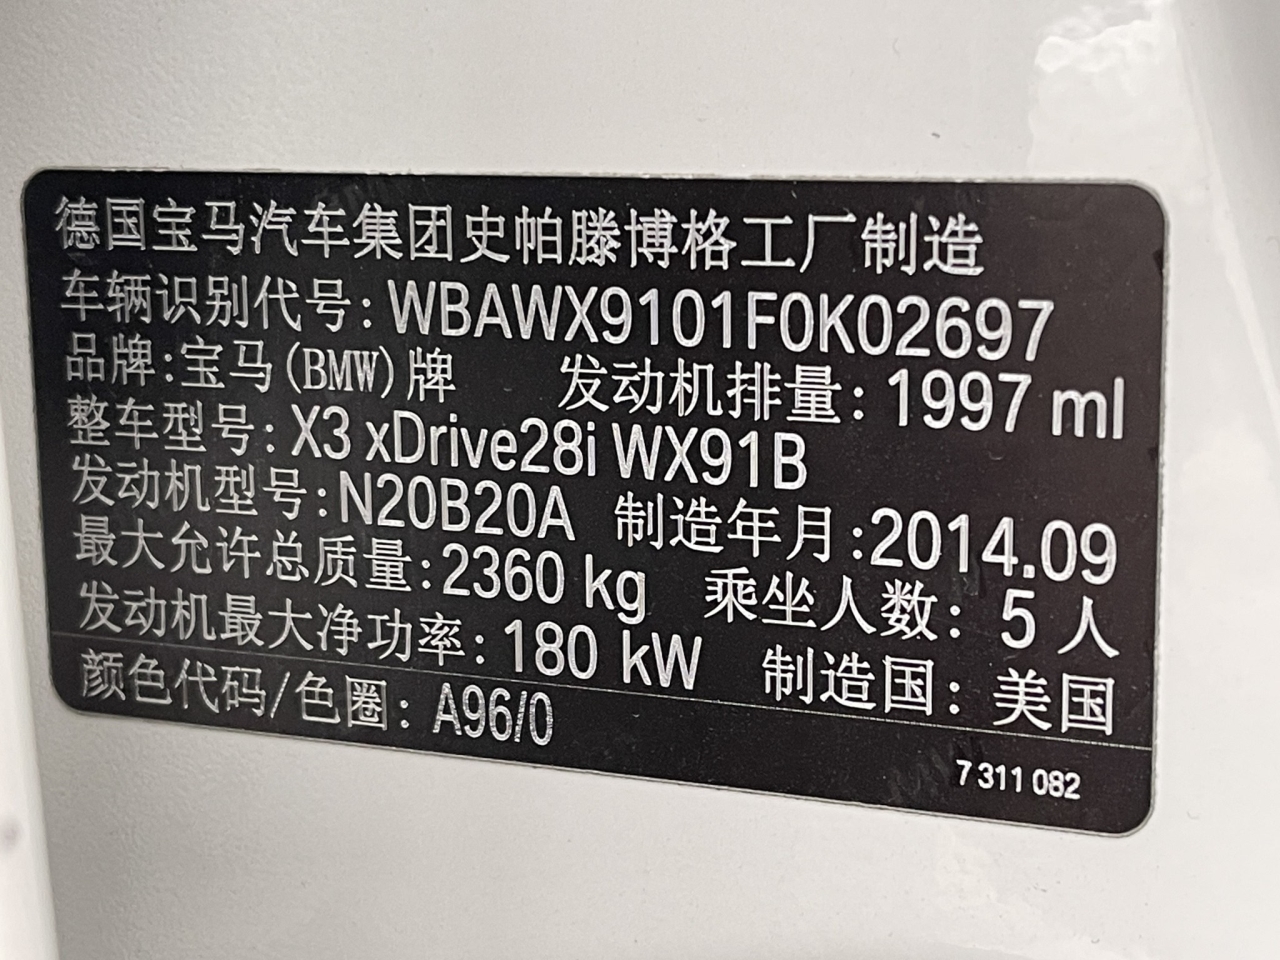 德国宝马汽车集团史帕滕博格工厂制造
车辆识别代号: WBAWX9101F0K02697
品牌:宝马(BMW)牌 发动机排量: 1997 ml
整车型号: X3 xDrive28i WX91B
发动机型号: N20B20A 制造年月:2014.09
最大允许总质量: 2360 kg 乘坐人数: 5 人
发动机最大净功率: 180 kW 制造国: 美国
颜色代码/色圈: A96/0
7 311 082